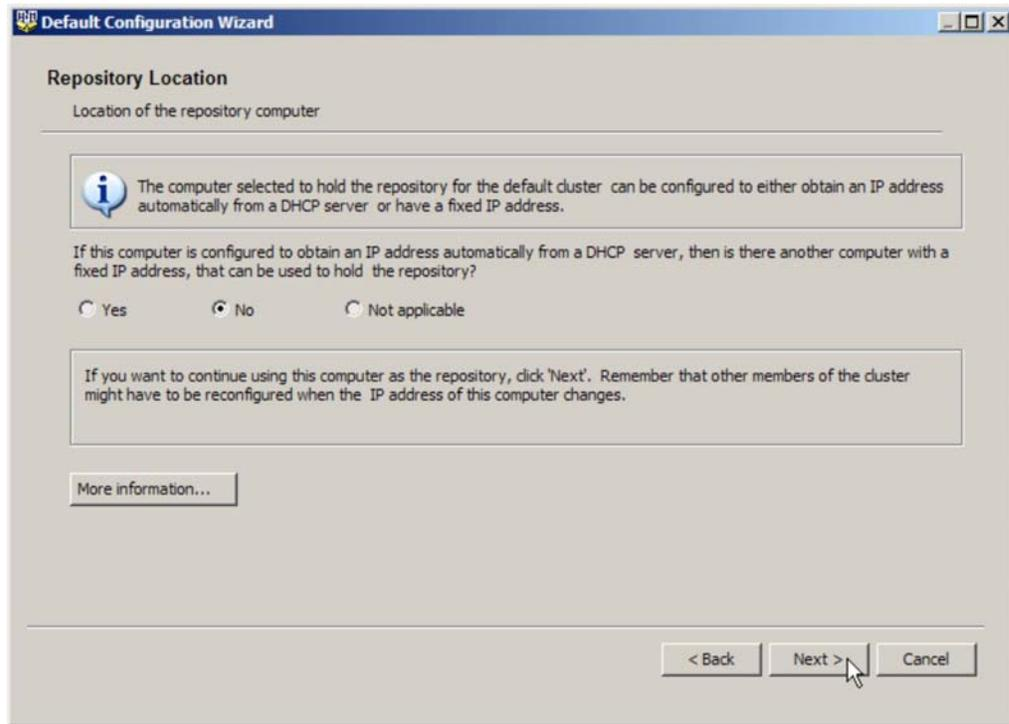 Default Configuration Wizard
Repository Location
Location of the repository computer
The computer selected to hold the repository for the default cluster can be configured to either obtain an IP address
automatically from a DHCP server or have a fixed IP address.
If this computer is configured to obtain an IP address automatically from a DHCP server, then is there another computer with a
fixed IP address, that can be used to hold the repository?
Yes No Not applicable
If you want to continue using this computer as the repository, click 'Next'. Remember that other members of the cluster
might have to be reconfigured when the IP address of this computer changes.
More information...
< Back Next > Cancel